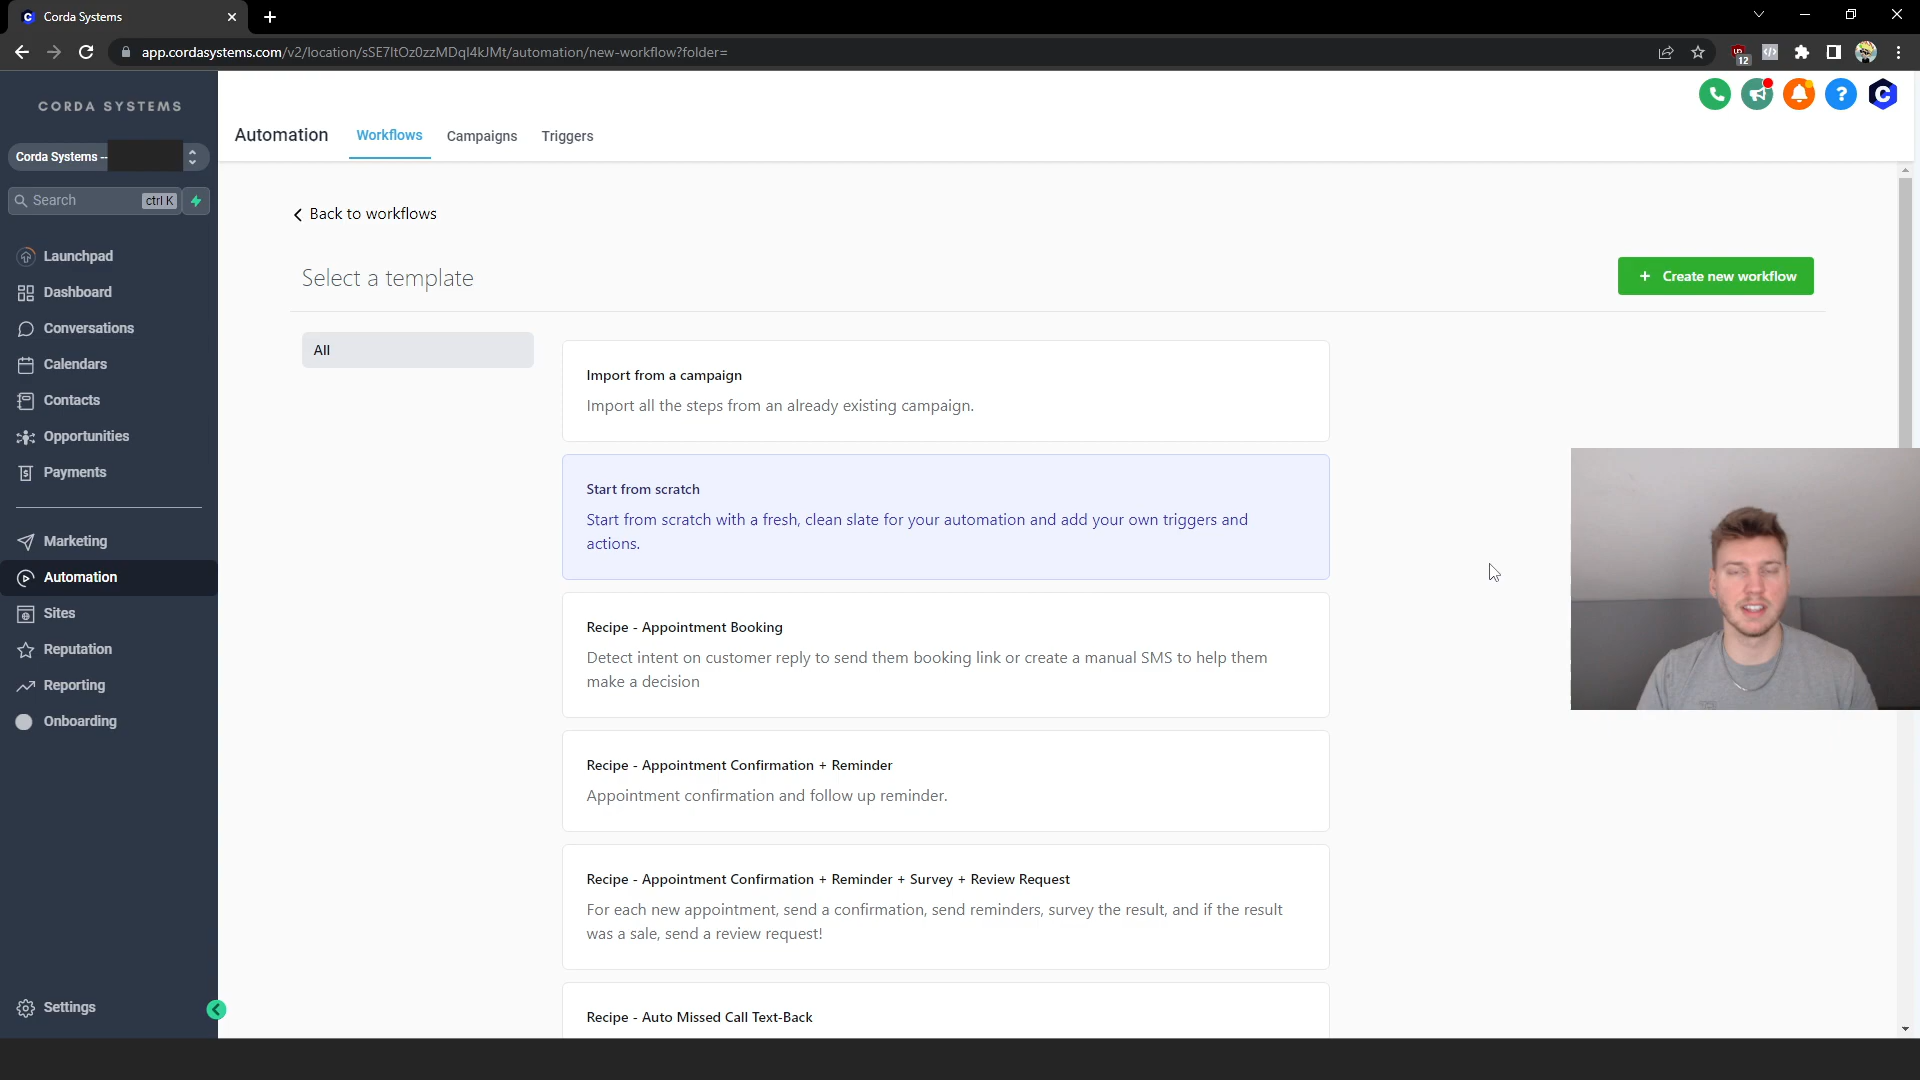 Corda Systems
app.cordasystems.com/v2/location/sSE7ltOz0zzMDql4kJMt/automation/new-workflow?folder=
12
CORDA SYSTEMS
Corda Systems --
Search
ctrl K
Launchpad
Dashboard
Conversations
Calendars
Contacts
Opportunities
Payments
Marketing
Automation
Sites
Reputation
Reporting
Onboarding
Settings
Automation
Workflows
Campaigns
Triggers
Back to workflows
Select a template
+ Create new workflow
All
Import from a campaign
Import all the steps from an already existing campaign.
Start from scratch
Start from scratch with a fresh, clean slate for your automation and add your own triggers and
actions.
Recipe - Appointment Booking
Detect intent on customer reply to send them booking link or create a manual SMS to help them
make a decision
Recipe - Appointment Confirmation + Reminder
Appointment confirmation and follow up reminder.
Recipe - Appointment Confirmation + Reminder + Survey + Review Request
For each new appointment, send a confirmation, send reminders, survey the result, and if the result
was a sale, send a review request!
Recipe - Auto Missed Call Text-Back